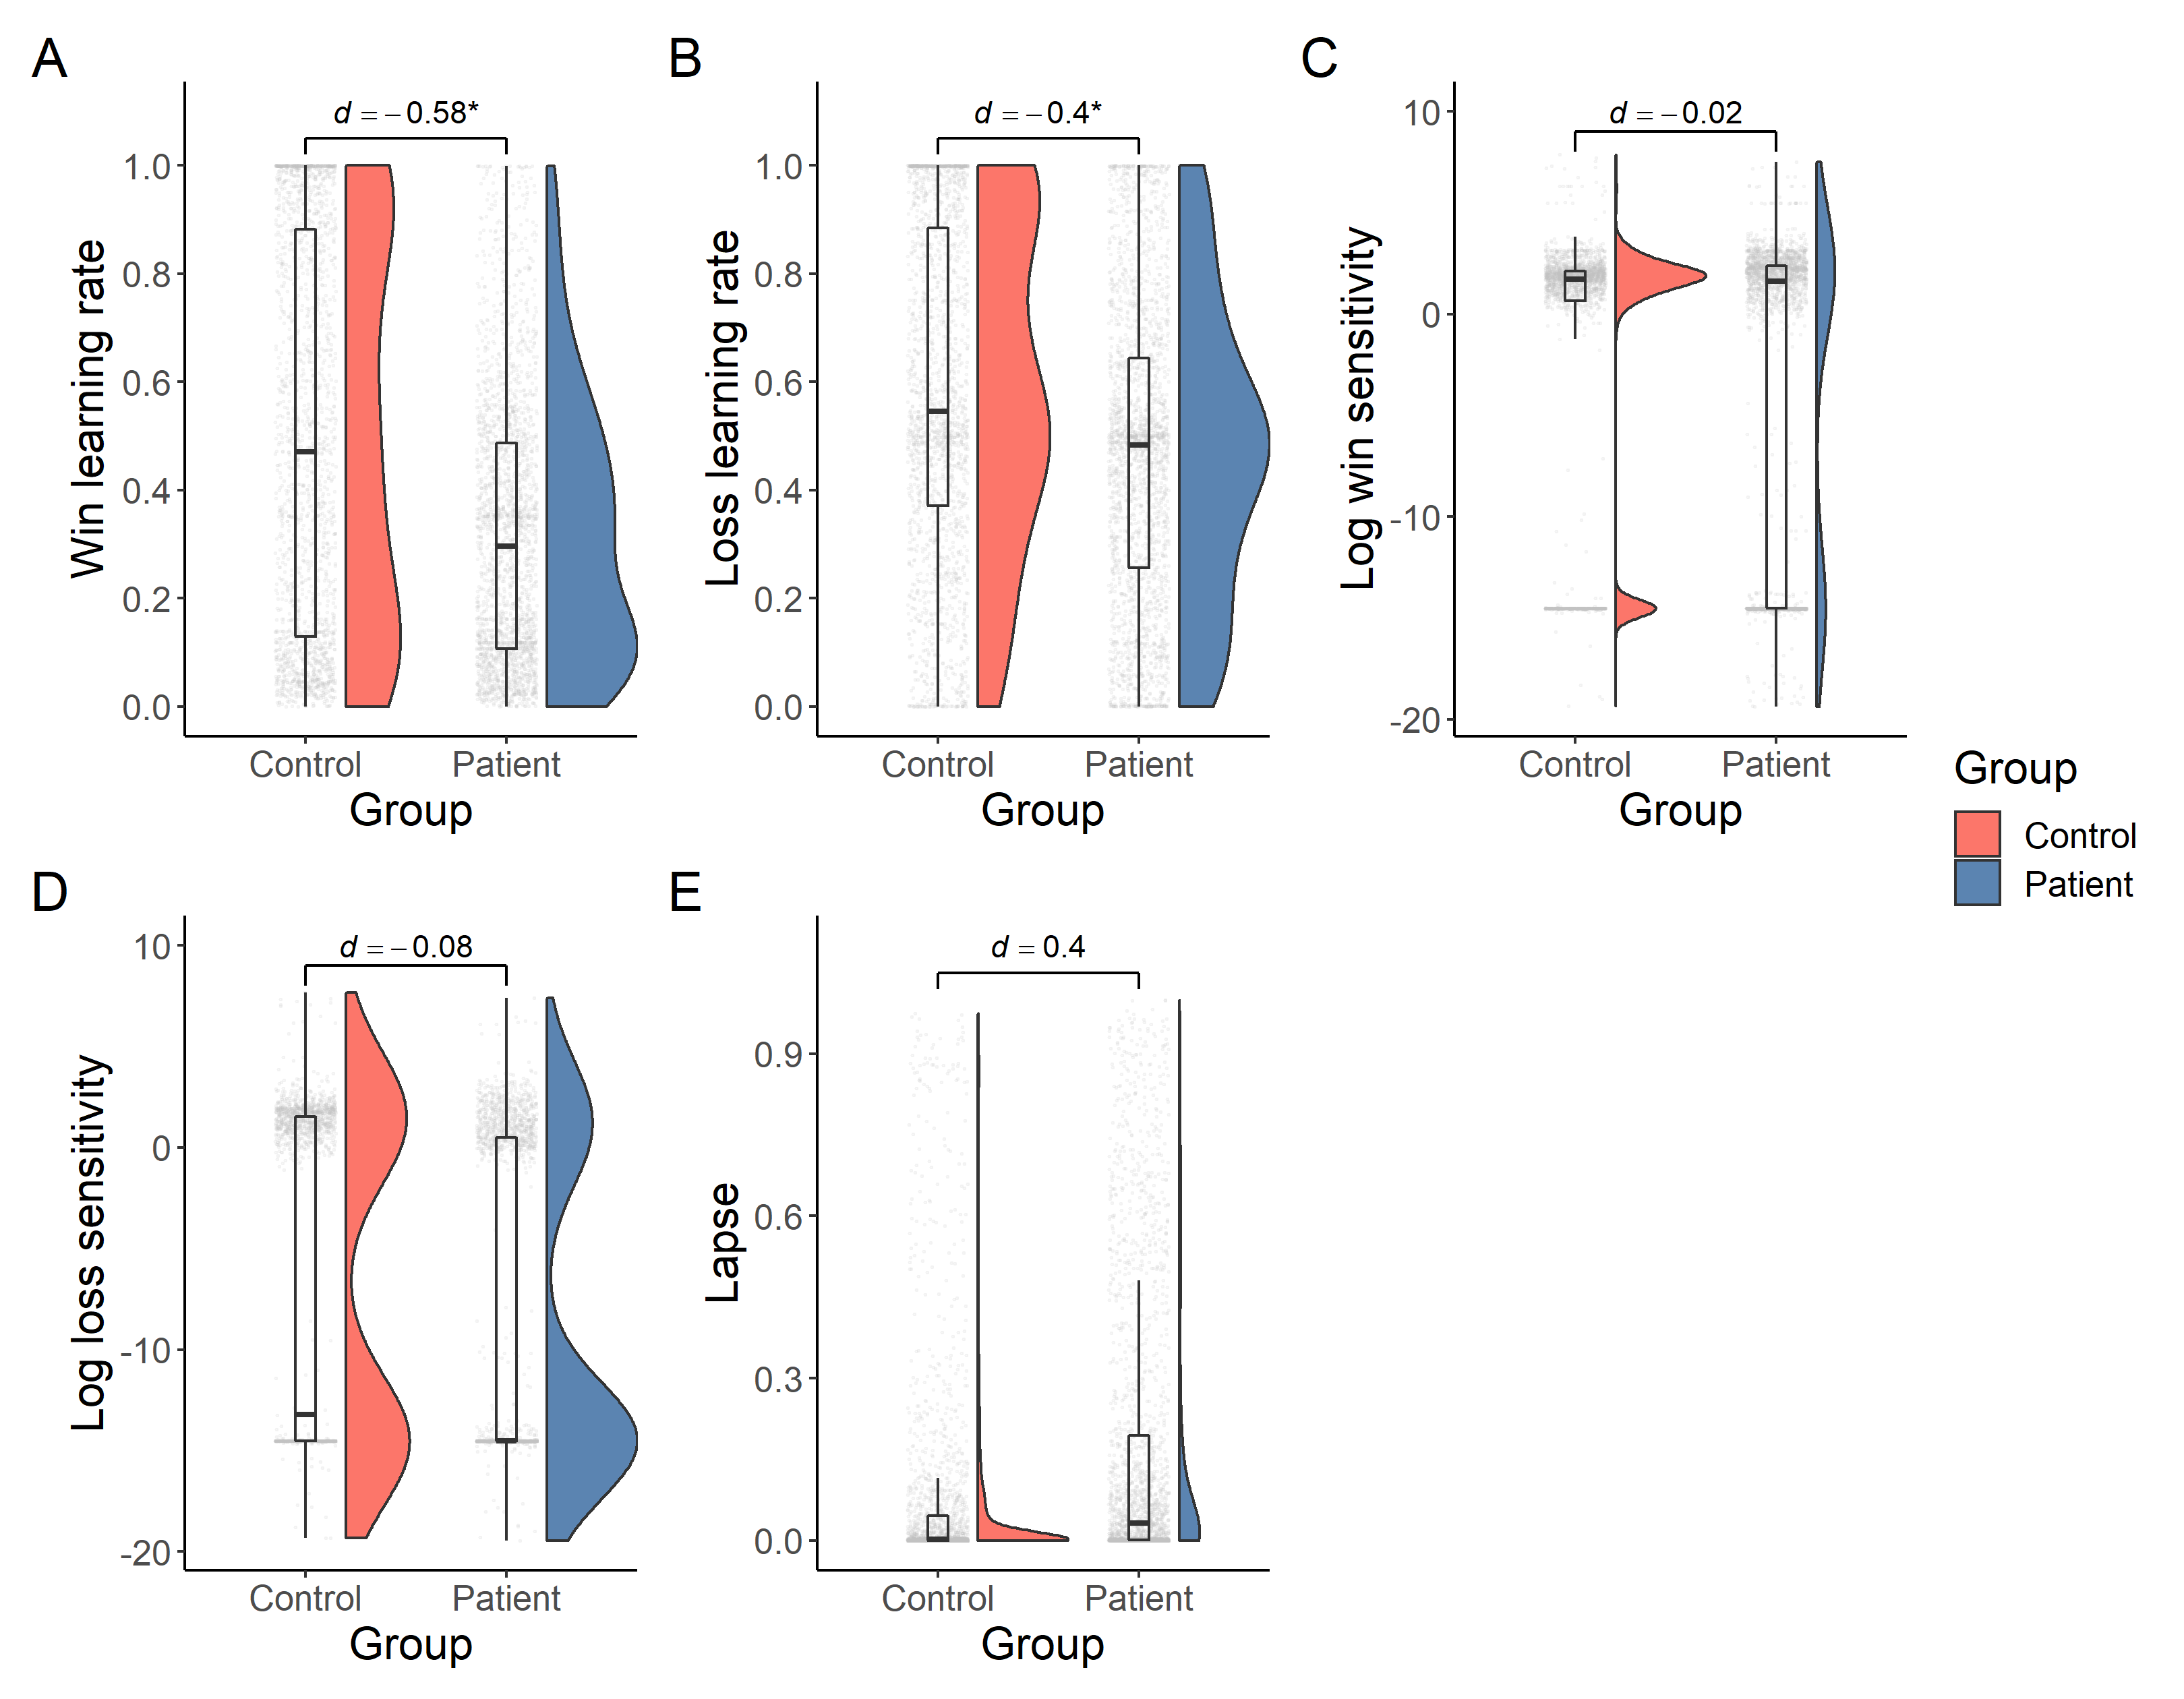 A
d = −0.58*
Win learning rate
1.0
0.8
0.6
0.4
0.2
0.0
Control
Patient
Group
B
d = −0.4*
Loss learning rate
1.0
0.8
0.6
0.4
0.2
0.0
Control
Patient
Group
C
d = −0.02
Log win sensitivity
10
0
-10
-20
Control
Patient
Group
Group
Control
Patient
D
d = −0.08
Log loss sensitivity
10
0
-10
-20
Control
Patient
Group
E
d = 0.4
Lapse
0.9
0.6
0.3
0.0
Control
Patient
Group